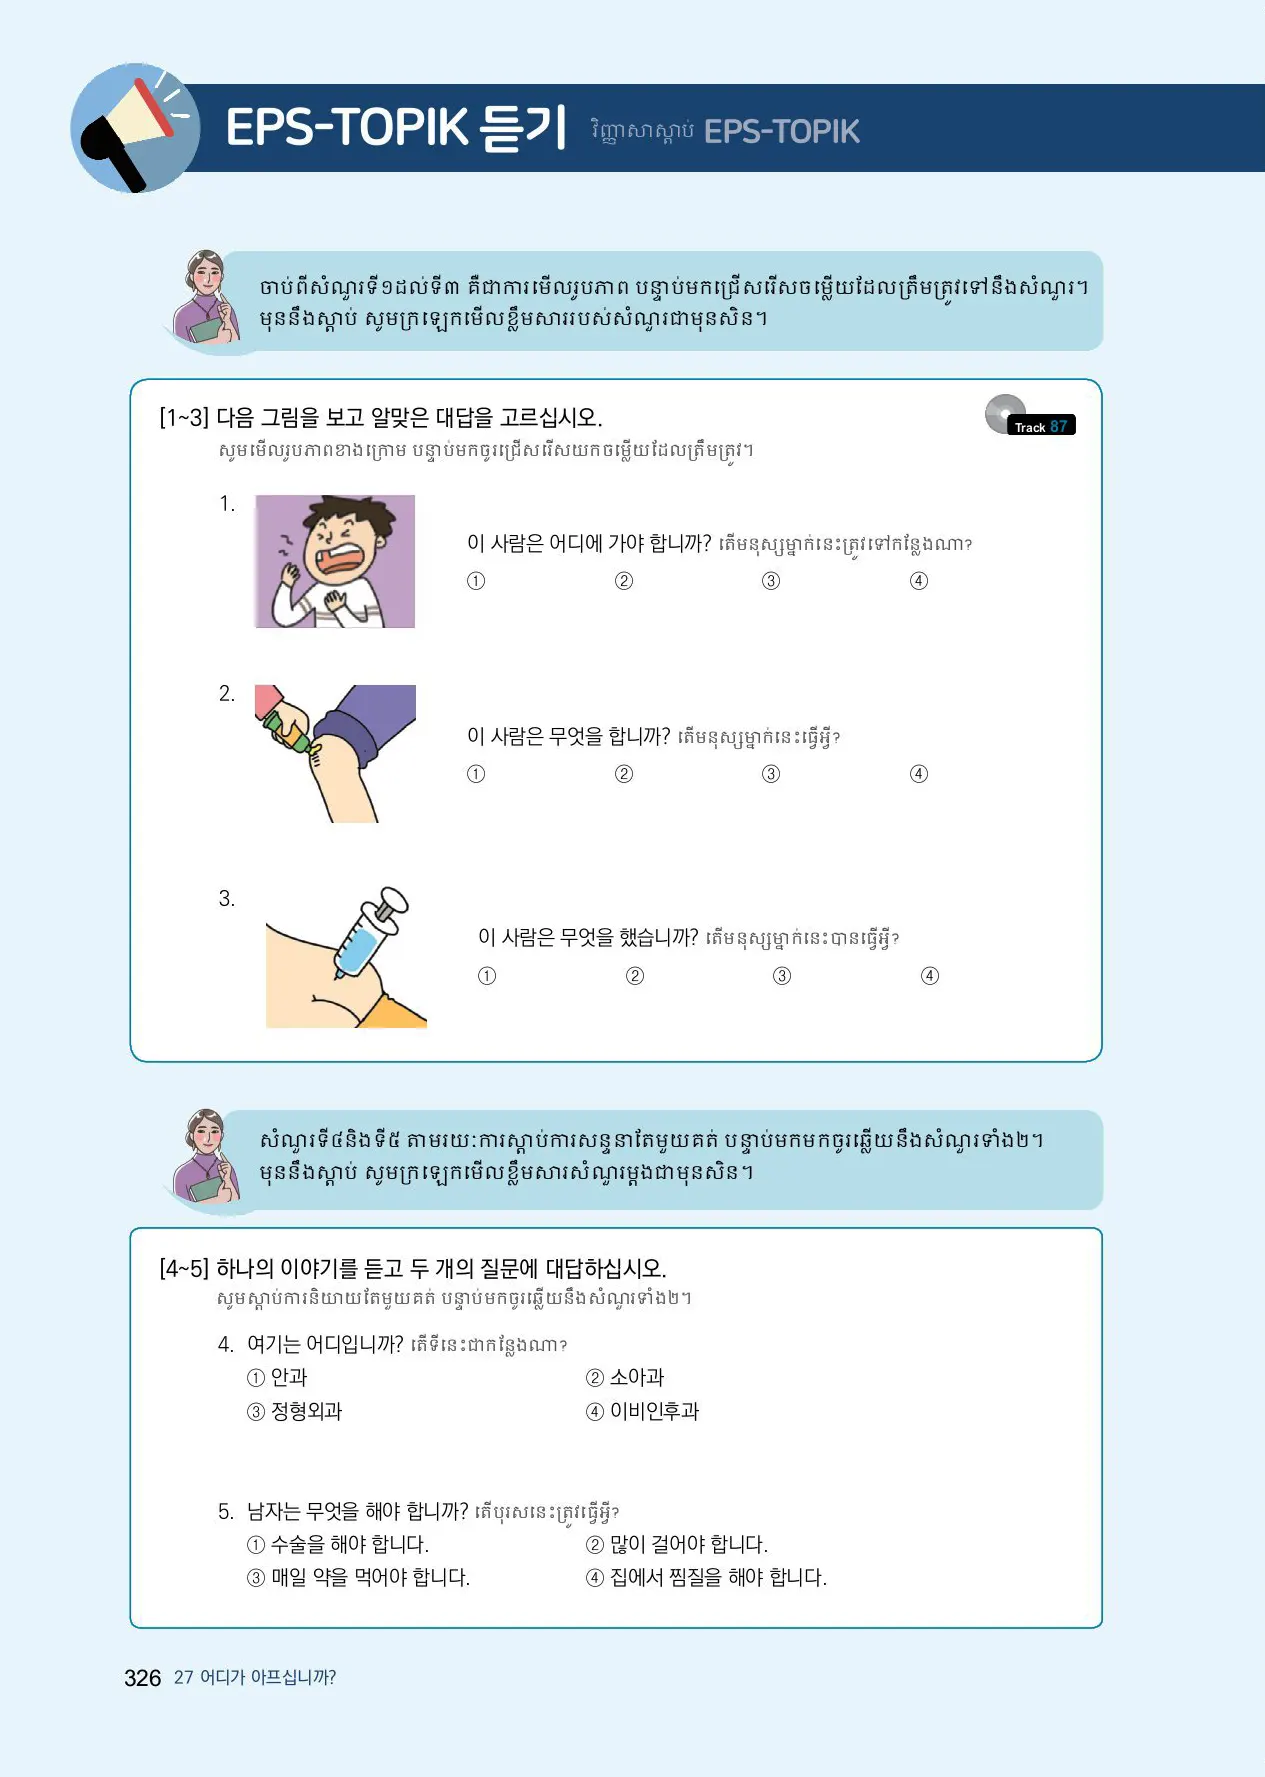 EPS-TOPIK 듣기 វិញ្ញាសាស្តាប់ EPS-TOPIK
ចាប់ពីសំណួរទី១ដល់ទី៣ គឺជាការមើលរូបភាព បន្ទាប់មកជ្រើសរើសចម្លើយដែលត្រឹមត្រូវទៅនឹងសំណួរ។
មុននឹងស្តាប់ សូមក្រឡេកមើលខ្លឹមសាររបស់សំណួរជាមុនសិន។
[1~3] 다음 그림을 보고 알맞은 대답을 고르십시오.
Track 87
សូមមើលរូបភាពខាងក្រោម បន្ទាប់មកចូរជ្រើសរើសយកចម្លើយដែលត្រឹមត្រូវ។
1.
이 사람은 어디에 가야 합니까? តើមនុស្សម្នាក់នេះត្រូវទៅកន្លែងណា?
① ② ③ ④
2.
이 사람은 무엇을 합니까? តើមនុស្សម្នាក់នេះធ្វើអ្វី?
① ② ③ ④
3.
이 사람은 무엇을 했습니까? តើមនុស្សម្នាក់នេះបានធ្វើអ្វី?
① ② ③ ④
សំណួរទី៤និងទី៥ តាមរយៈការស្តាប់ការសន្ទនាតែមួយគត់ បន្ទាប់មកមកចូរឆ្លើយនឹងសំណួរទាំង២។
មុននឹងស្តាប់ សូមក្រឡេកមើលខ្លឹមសារសំណួរម្តងជាមុនសិន។
[4~5] 하나의 이야기를 듣고 두 개의 질문에 대답하십시오.
សូមស្តាប់ការនិយាយតែមួយគត់ បន្ទាប់មកចូរឆ្លើយនឹងសំណួរទាំង២។
4. 여기는 어디입니까? តើទីនេះជាកន្លែងណា?
① 안과 ② 소아과
③ 정형외과 ④ 이비인후과
5. 남자는 무엇을 해야 합니까? តើបុរសនេះត្រូវធ្វើអ្វី?
① 수술을 해야 합니다. ② 많이 걸어야 합니다.
③ 매일 약을 먹어야 합니다. ④ 집에서 찜질을 해야 합니다.
326 27 어디가 아프십니까?